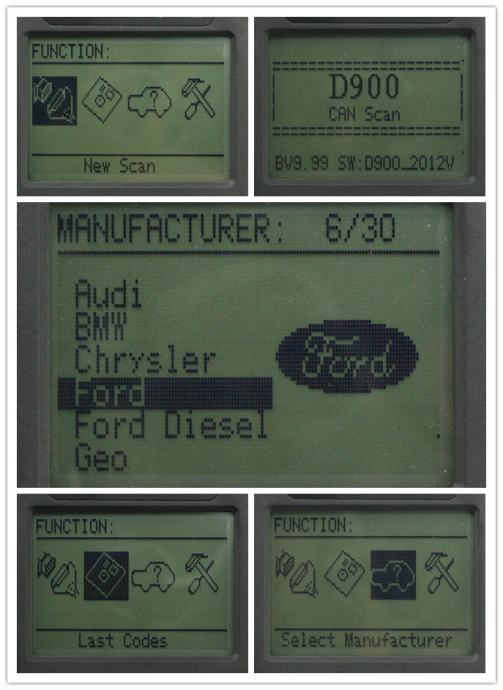 FUNCTION:
New Scan
D900
CAN Scan
BV9.99 SW:D900_2012V
MANUFACTURER: 6/30
Audi
BMW
Chrysler
Ford
Ford Diesel
Geo
Ford
FUNCTION:
?
Last Codes
FUNCTION:
?
Select Manufacturer